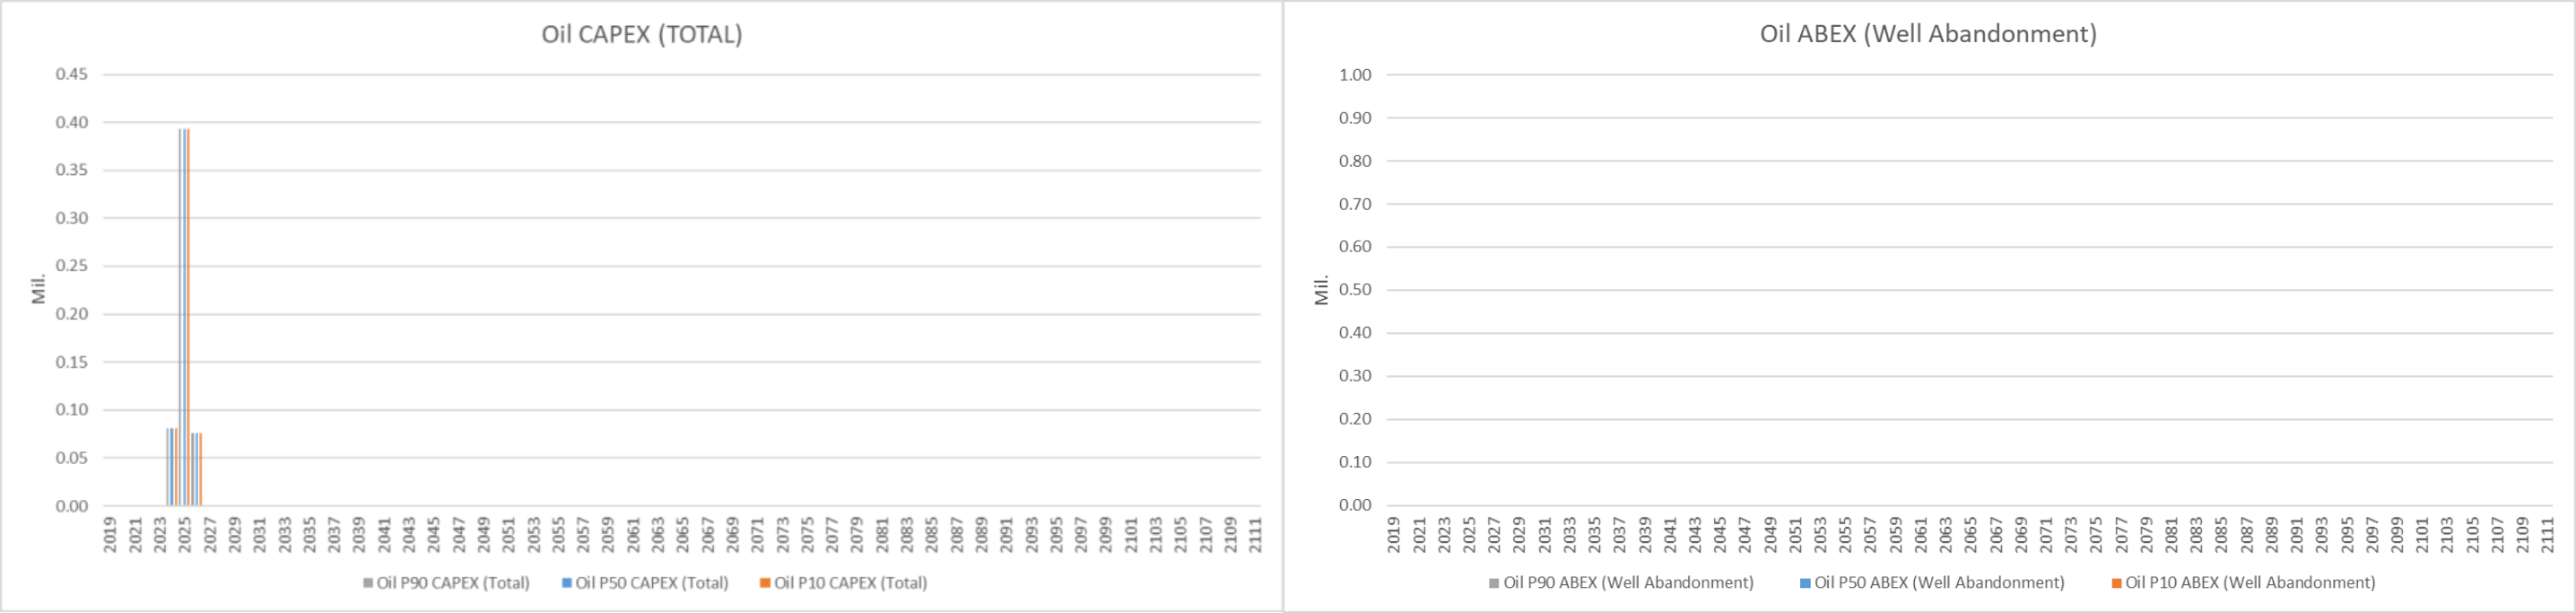 Oil CAPEX (TOTAL)
0.45
0.40
0.35
0.30
0.25
0.20
0.15
0.10
0.05
0.00
Mil.
2019 2021 2023 2025 2027 2029 2031 2033 2035 2037 2039 2041 2043 2045 2047 2049 2051 2053 2055 2057 2059 2061 2063 2065 2067 2069 2071 2073 2075 2077 2079 2081 2083 2085 2087 2089 2091 2093 2095 2097 2099 2101 2103 2105 2107 2109 2111
Oil P90 CAPEX (Total) Oil P50 CAPEX (Total) Oil P10 CAPEX (Total)
Oil ABEX (Well Abandonment)
1.00
0.90
0.80
0.70
0.60
0.50
0.40
0.30
0.20
0.10
0.00
Mil.
2019 2021 2023 2025 2027 2029 2031 2033 2035 2037 2039 2041 2043 2045 2047 2049 2051 2053 2055 2057 2059 2061 2063 2065 2067 2069 2071 2073 2075 2077 2079 2081 2083 2085 2087 2089 2091 2093 2095 2097 2099 2101 2103 2105 2107 2109 2111
Oil P90 ABEX (Well Abandonment) Oil P50 ABEX (Well Abandonment) Oil P10 ABEX (Well Abandonment)